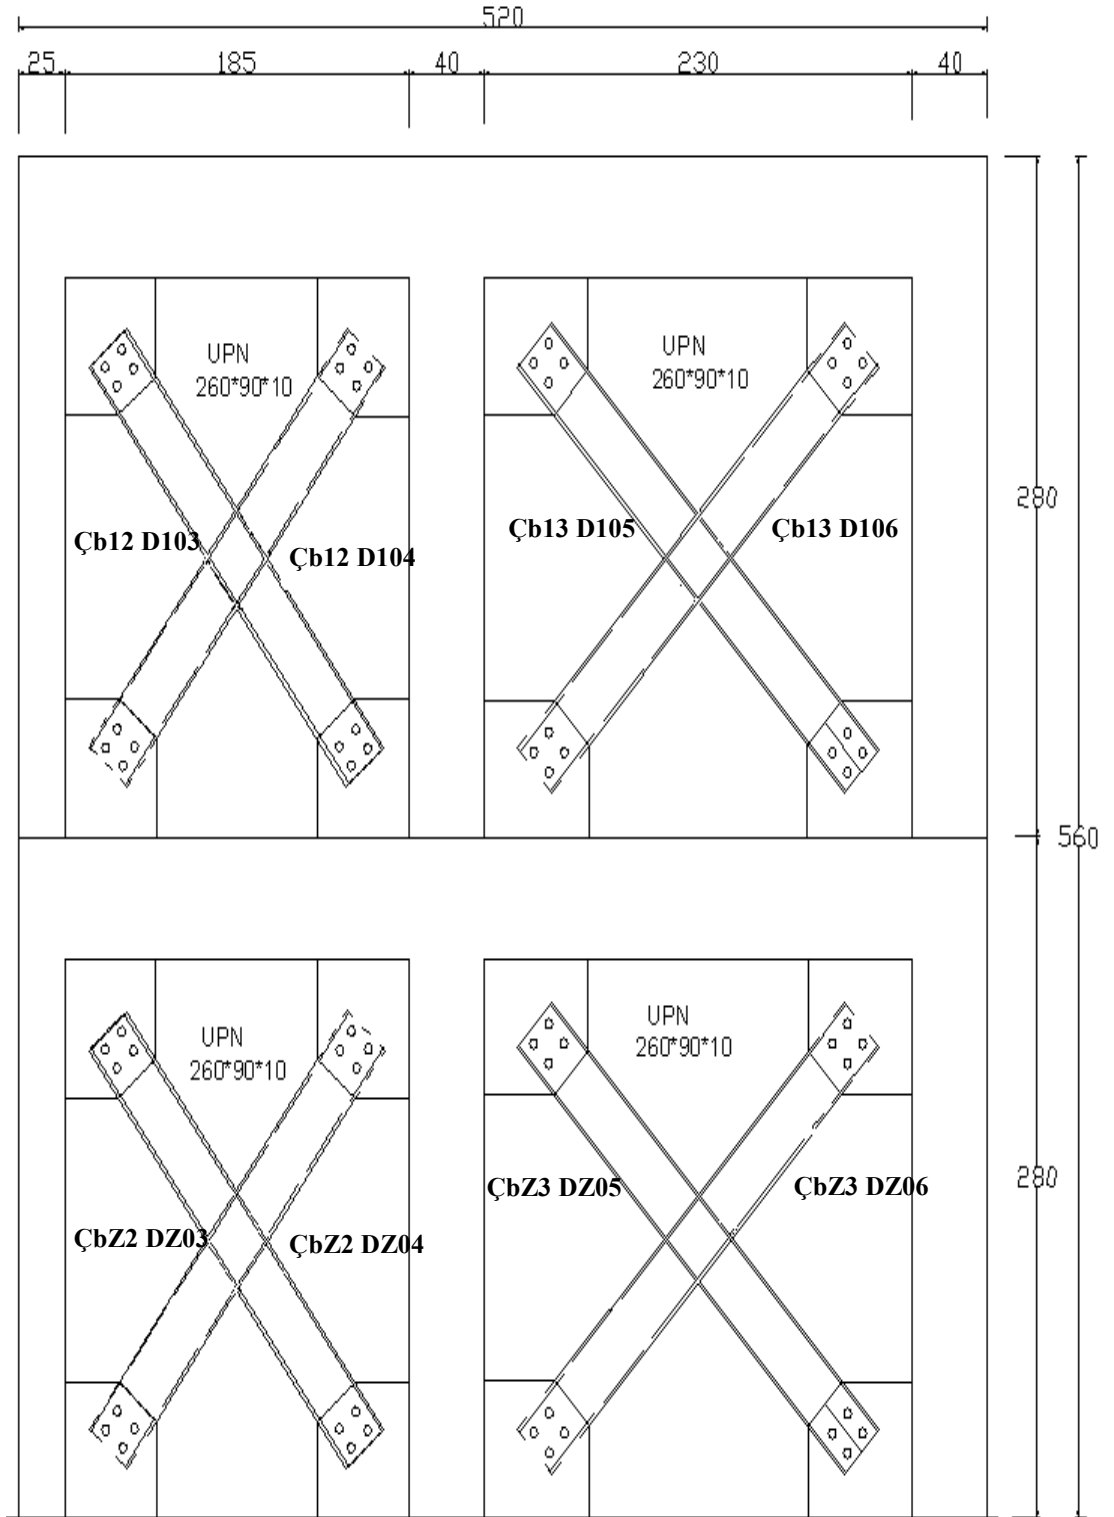 520
25 185 40 230 40
UPN
260*90*10
UPN
260*90*10
280
Çb12 D103
Çb12 D104
Çb13 D105
Çb13 D106
560
UPN
260*90*10
UPN
260*90*10
280
ÇbZ2 DZ03
ÇbZ2 DZ04
ÇbZ3 DZ05
ÇbZ3 DZ06